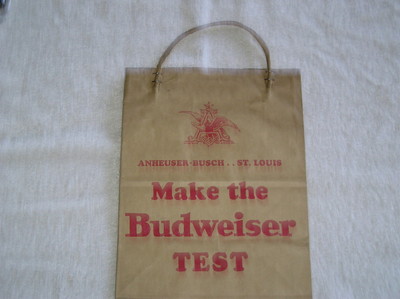 ANHEUSER-BUSCH..ST. LOUIS
Make the
Budweiser
TEST